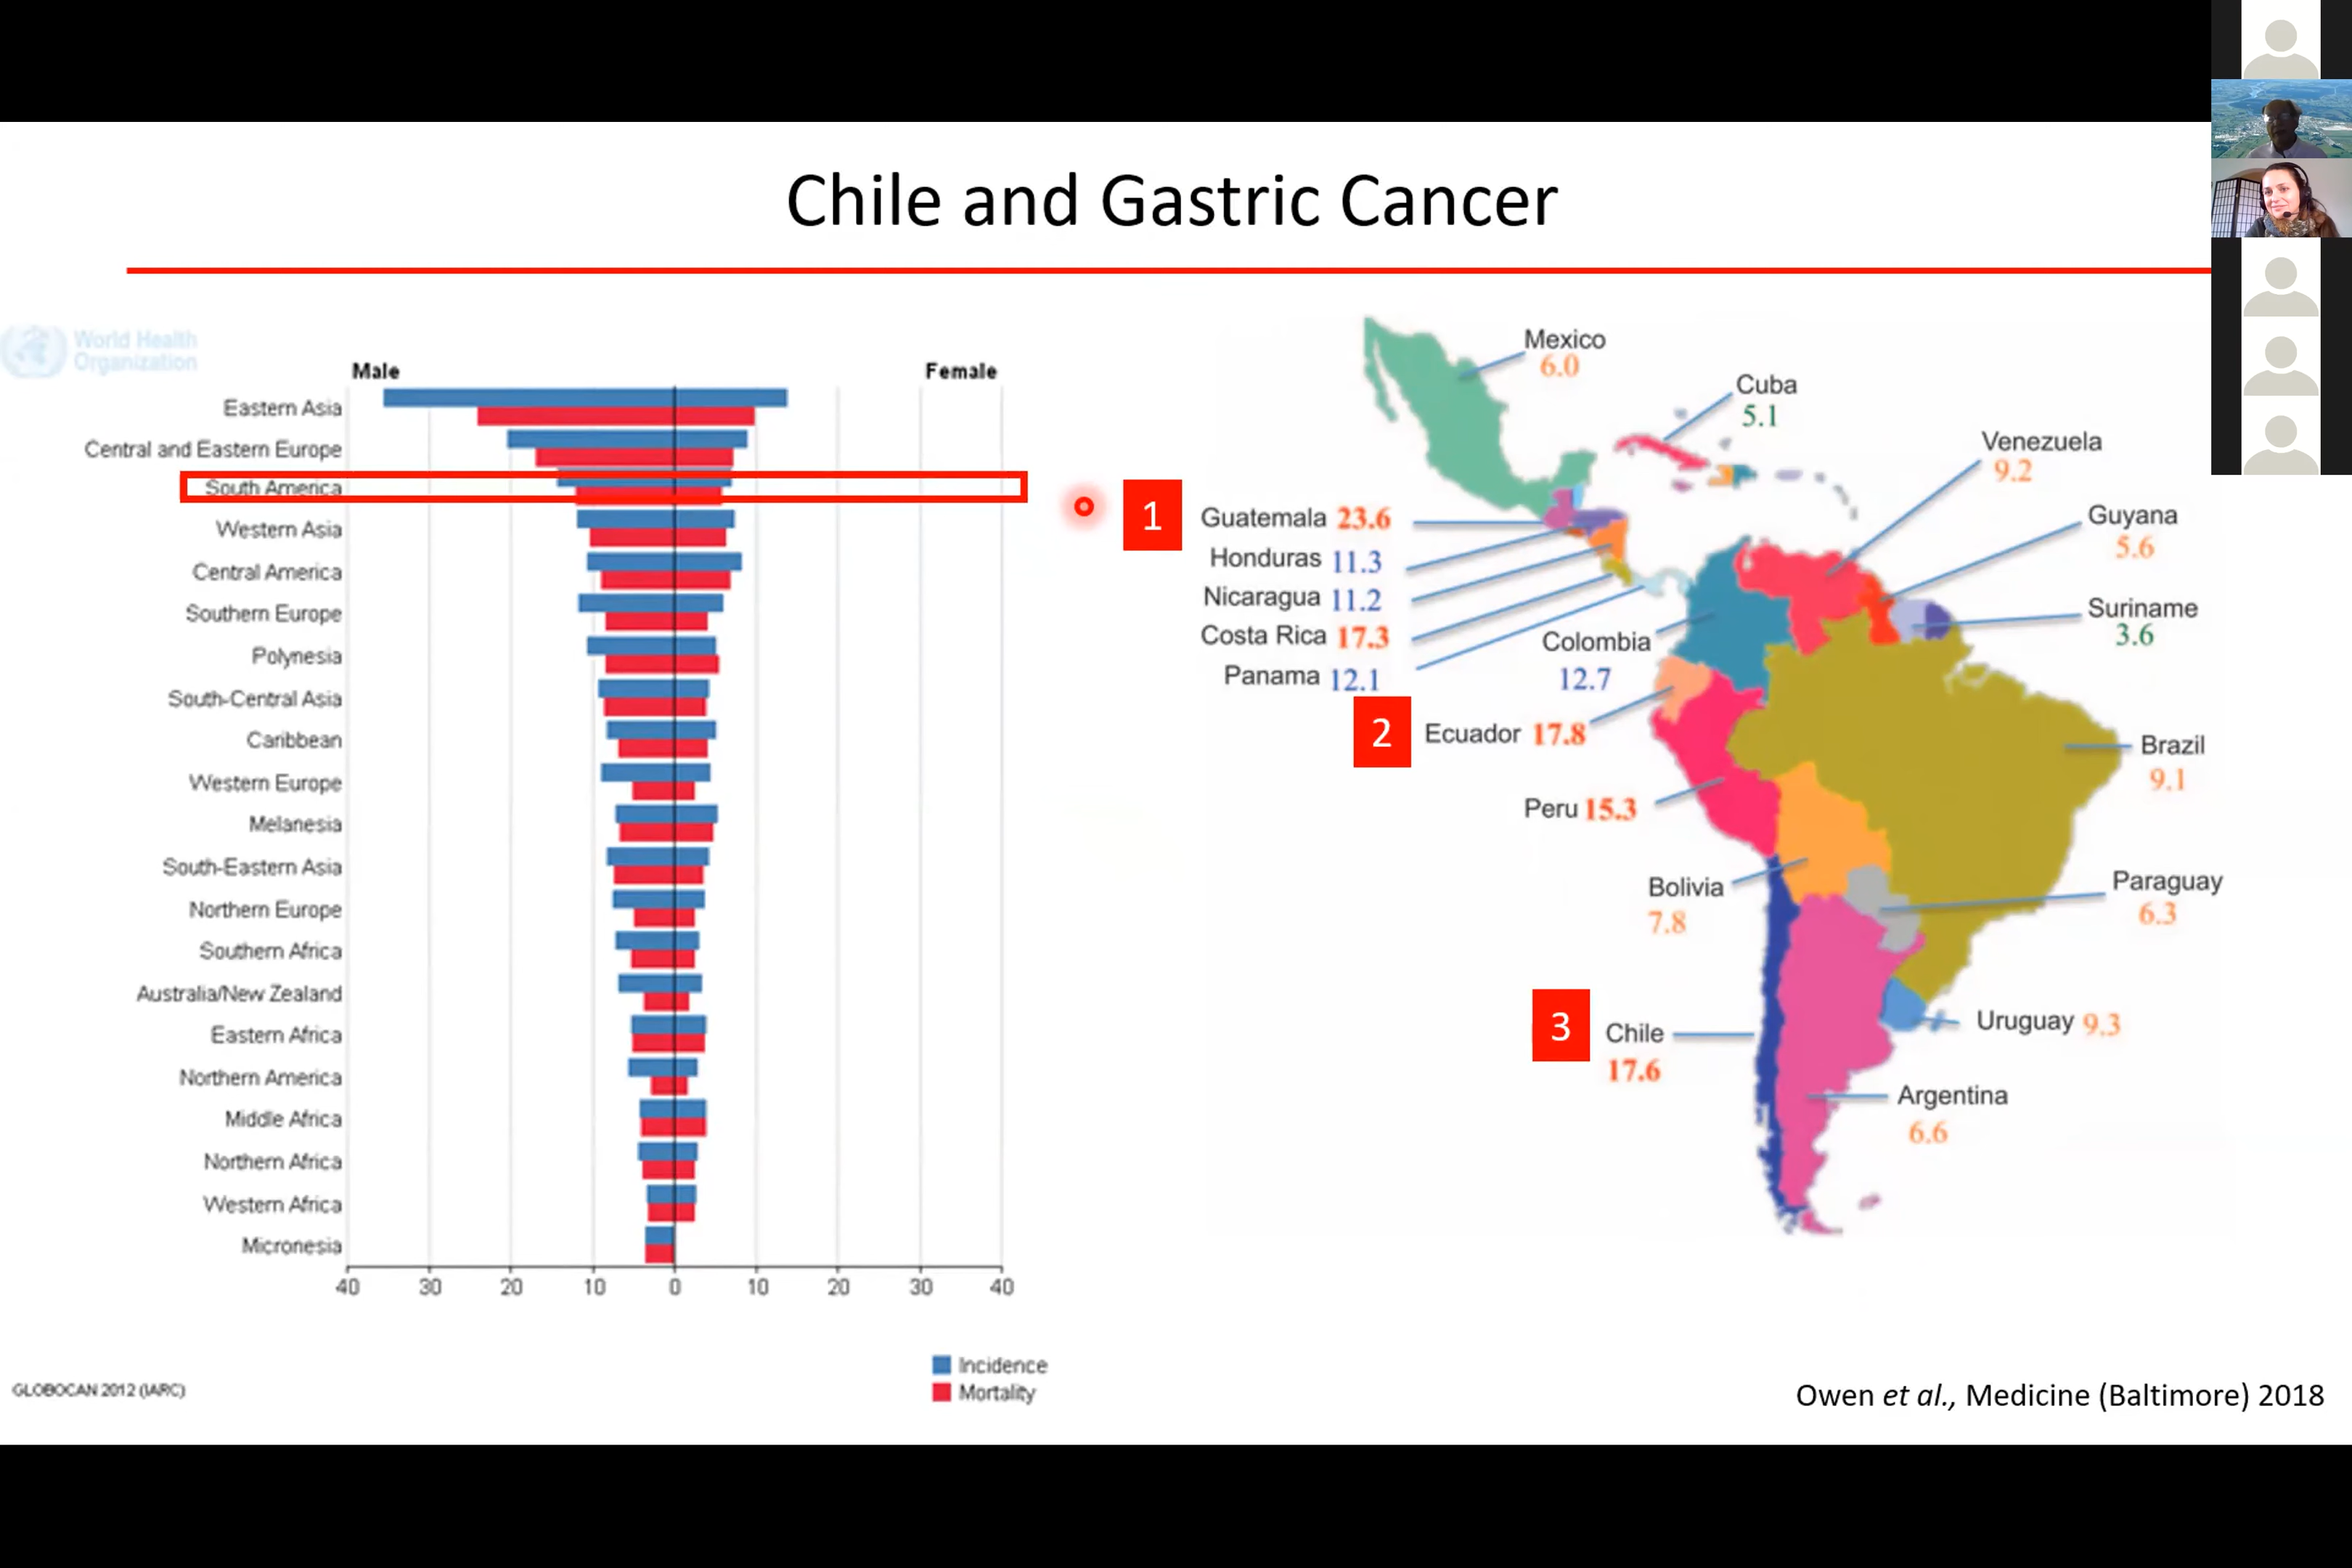 Chile and Gastric Cancer
World Health
Organization
Male
Female
Eastern Asia
Central and Eastern Europe
South America
Western Asia
Central America
Southern Europe
Polynesia
South-Central Asia
Caribbean
Western Europe
Melanesia
South-Eastern Asia
Northern Europe
Southern Africa
Australia/New Zealand
Eastern Africa
Northern America
Middle Africa
Northern Africa
Western Africa
Micronesia
40 30 20 10 0 10 20 30 40
Incidence
Mortality
GLOBOCAN 2012 (IARC)
Mexico
6.0
Cuba
5.1
Venezuela
9.2
Guyana
5.6
Suriname
3.6
1
Guatemala 23.6
Honduras 11.3
Nicaragua 11.2
Costa Rica 17.3
Panama 12.1
Colombia
12.7
2
Ecuador 17.8
Peru 15.3
Brazil
9.1
Bolivia
7.8
Paraguay
6.3
3
Chile
17.6
Uruguay 9.3
Argentina
6.6
Owen et al., Medicine (Baltimore) 2018